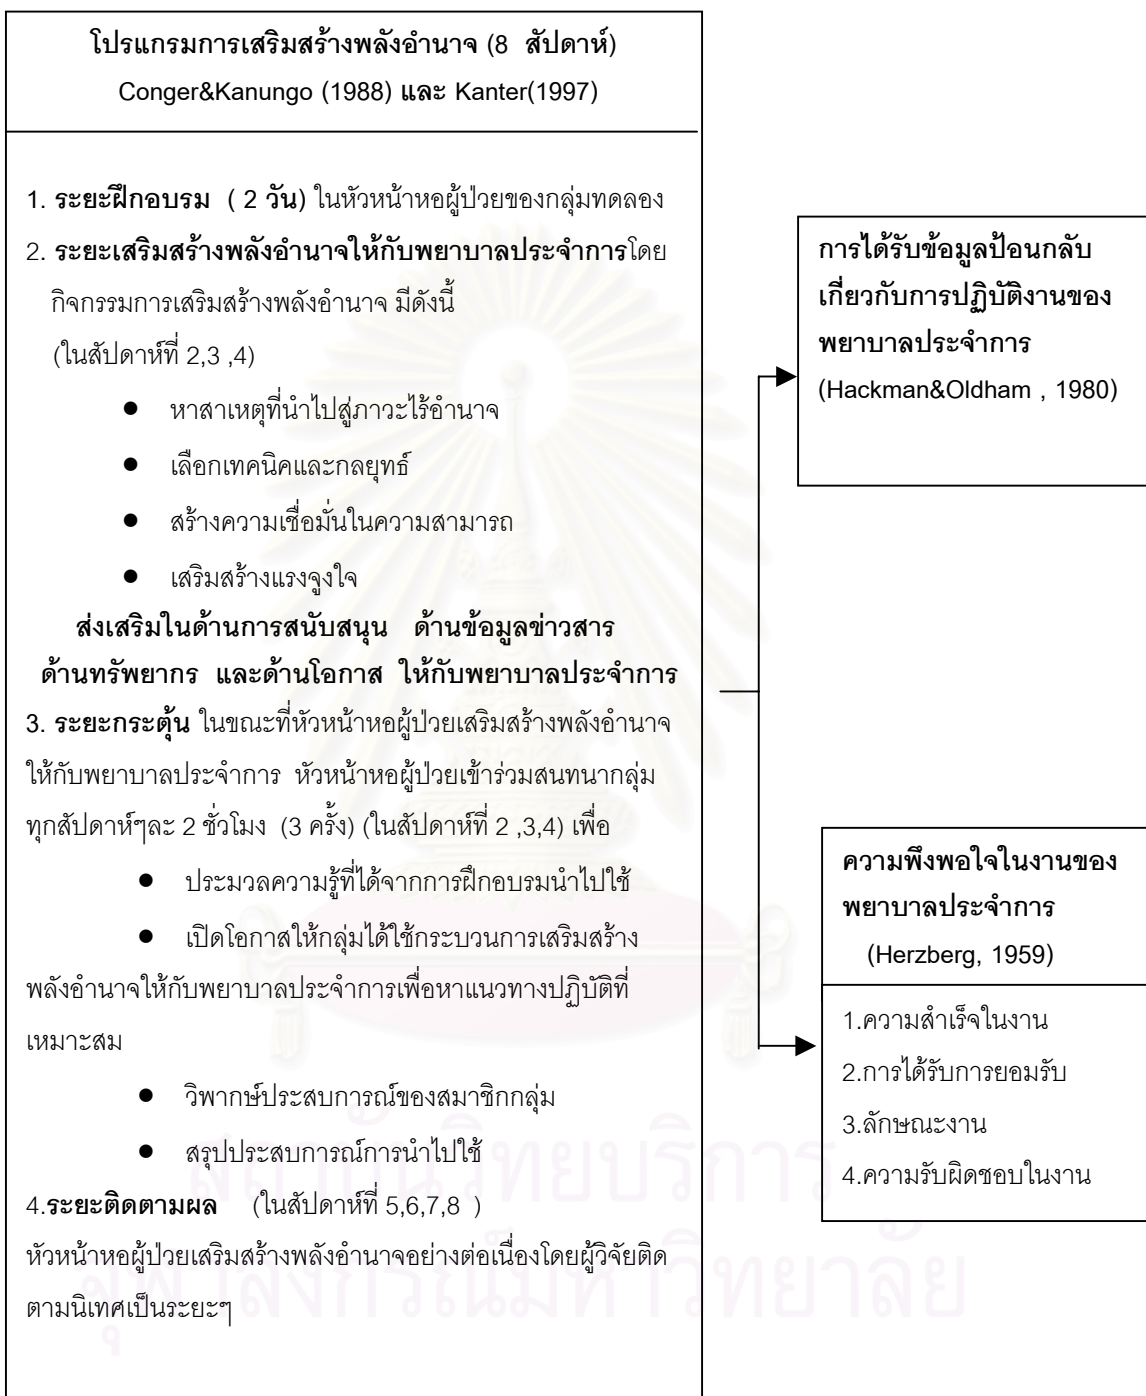 โปรแกรมการเสริมสร้างพลังอำนาจ (8 สัปดาห์)
Conger&Kanungo (1988) และ Kanter(1997)
1. ระยะฝึกอบรม ( 2 วัน) ในหัวหน้าหอผู้ป่วยของกลุ่มทดลอง
2. ระยะเสริมสร้างพลังอำนาจให้กับพยาบาลประจำการโดย
กิจกรรมการเสริมสร้างพลังอำนาจ มีดังนี้
(ในสัปดาห์ที่ 2,3 ,4)
● หาสาเหตุที่นำไปสู่ภาวะไร้อำนาจ
● เลือกเทคนิคและกลยุทธ์
● สร้างความเชื่อมั่นในความสามารถ
● เสริมสร้างแรงจูงใจ
ส่งเสริมในด้านการสนับสนุน ด้านข้อมูลข่าวสาร
ด้านทรัพยากร และด้านโอกาส ให้กับพยาบาลประจำการ
3. ระยะกระตุ้น ในขณะที่หัวหน้าหอผู้ป่วยเสริมสร้างพลังอำนาจ
ให้กับพยาบาลประจำการ หัวหน้าหอผู้ป่วยเข้าร่วมสนทนากลุ่ม
ทุกสัปดาห์ๆละ 2 ชั่วโมง (3 ครั้ง) (ในสัปดาห์ที่ 2 ,3,4) เพื่อ
● ประมวลความรู้ที่ได้จากการฝึกอบรมนำไปใช้
● เปิดโอกาสให้กลุ่มได้ใช้กระบวนการเสริมสร้าง
พลังอำนาจให้กับพยาบาลประจำการเพื่อหาแนวทางปฏิบัติที่
เหมาะสม
● วิพากษ์ประสบการณ์ของสมาชิกกลุ่ม
● สรุปประสบการณ์การนำไปใช้
4.ระยะติดตามผล (ในสัปดาห์ที่ 5,6,7,8 )
หัวหน้าหอผู้ป่วยเสริมสร้างพลังอำนาจอย่างต่อเนื่องโดยผู้วิจัยติด
ตามนิเทศเป็นระยะๆ
การได้รับข้อมูลป้อนกลับ
เกี่ยวกับการปฏิบัติงานของ
พยาบาลประจำการ
(Hackman&Oldham , 1980)
ความพึงพอใจในงานของ
พยาบาลประจำการ
(Herzberg, 1959)
1.ความสำเร็จในงาน
2.การได้รับการยอมรับ
3.ลักษณะงาน
4.ความรับผิดชอบในงาน
สถาบันวิทยบริการ
จุฬาลงกรณ์มหาวิทยาลัย